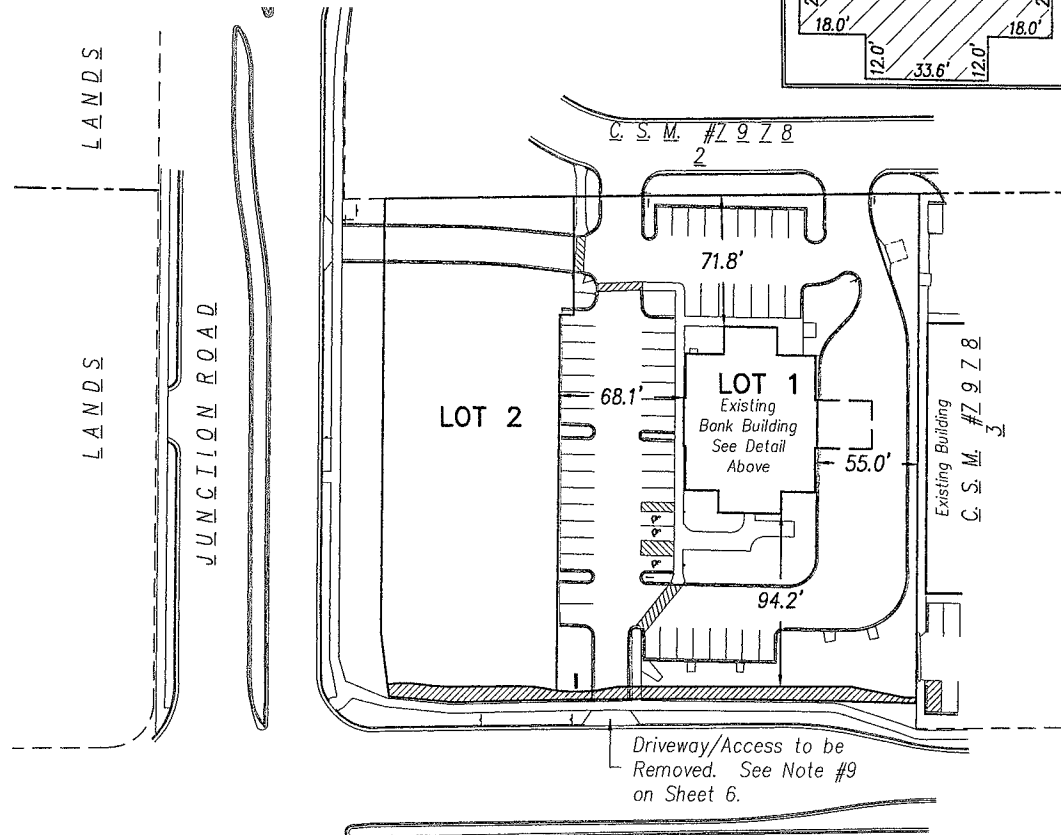 18.0'
18.0'
12.0'
12.0'
33.6'
LANDS
C. S. M. #7978
2
71.8'
JUNCTION ROAD
LANDS
LOT 2
68.1'
LOT 1
Existing
Bank Building
See Detail
Above
55.0'
Existing Building
C. S. M. #7978
3
94.2'
Driveway/Access to be
Removed. See Note #9
on Sheet 6.